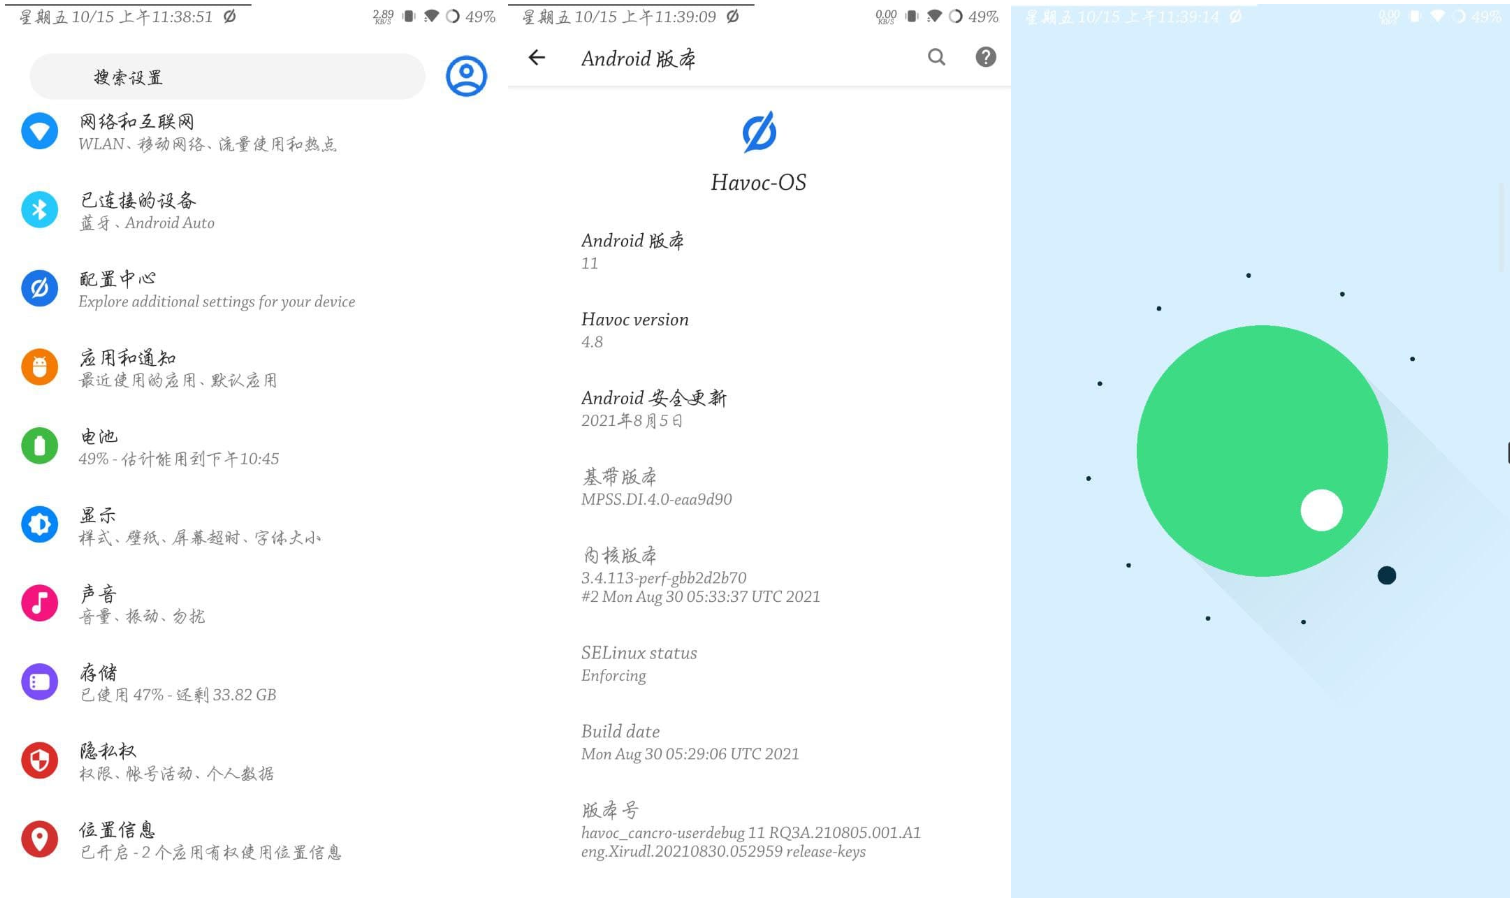 星期五 10/15 上午11:38:51
2.89
KB/S
49%
搜索设置
网络和互联网
WLAN、移动网络、流量使用和热点
已连接的设备
蓝牙、Android Auto
配置中心
Explore additional settings for your device
应用和通知
最近使用的应用、默认应用
电池
49% - 估计能用到下午10:45
显示
样式、壁纸、屏幕超时、字体大小
声音
音量、振动、勿扰
存储
已使用 47% - 还剩 33.82 GB
隐私权
权限、帐号活动、个人数据
位置信息
已开启 - 2 个应用有权使用位置信息
星期五 10/15 上午11:39:09
0.00
KB/S
49%
Android 版本
Havoc-OS
Android 版本
11
Havoc version
4.8
Android 安全更新
2021年8月5日
基带版本
MPSS.DI.4.0-eaa9d90
内核版本
3.4.113-perf-gbb2d2b70
#2 Mon Aug 30 05:33:37 UTC 2021
SELinux status
Enforcing
Build date
Mon Aug 30 05:29:06 UTC 2021
版本号
havoc_cancro-userdebug 11 RQ3A.210805.001.A1
eng.Xirudl.20210830.052959 release-keys
星期五 10/15 上午11:39:14
0.00
KB/S
49%